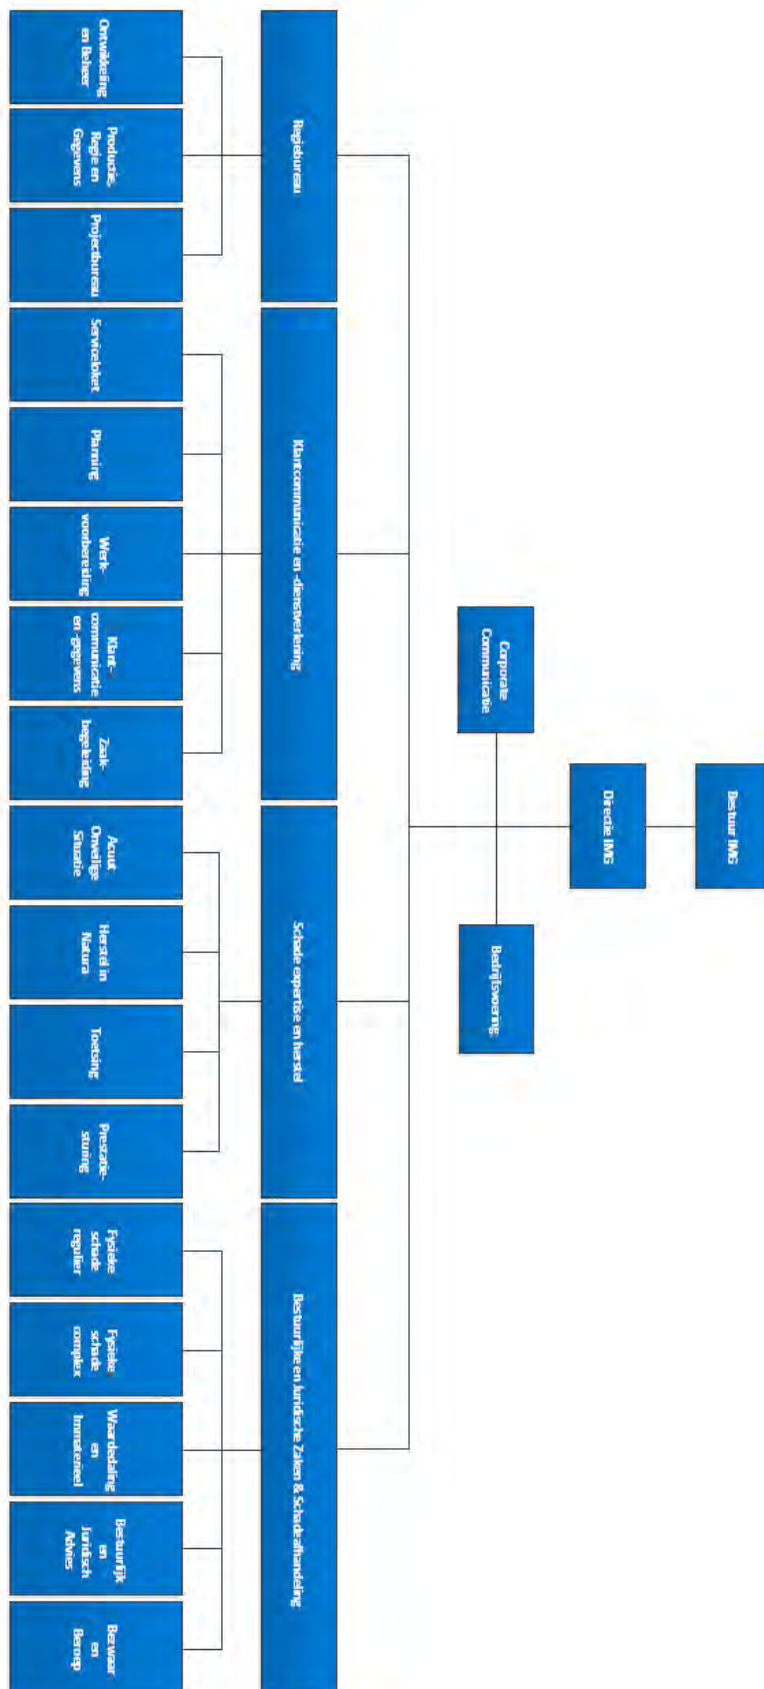 Bestuur IMG
Directie IMG
Corporate
Communicatie
Bedrijfsvoering
Regiebureau
Klantcommunicatie en -dienstverlening
Schade expertise en herstel
Bestuurlijke en Juridische Zaken & Schadeafhandeling
Ontwikkeling
en Beheer
Productie,
Regie en
Gegevens
Projectbureau
Serviceloket
Planning
Werk-
voorbereiding
Klant-
communicatie
en -gegevens
Zaak-
begeleiding
Acuut
Onveilige
Situatie
Herstel in
Natura
Toetsing
Prestatie-
sturing
Fysieke
schade
regulier
Fysieke
schade
complex
Waardedaling
en
Immaterieel
Bestuurlijk
en
Juridisch
Advies
Bezwaar
en
Beroep